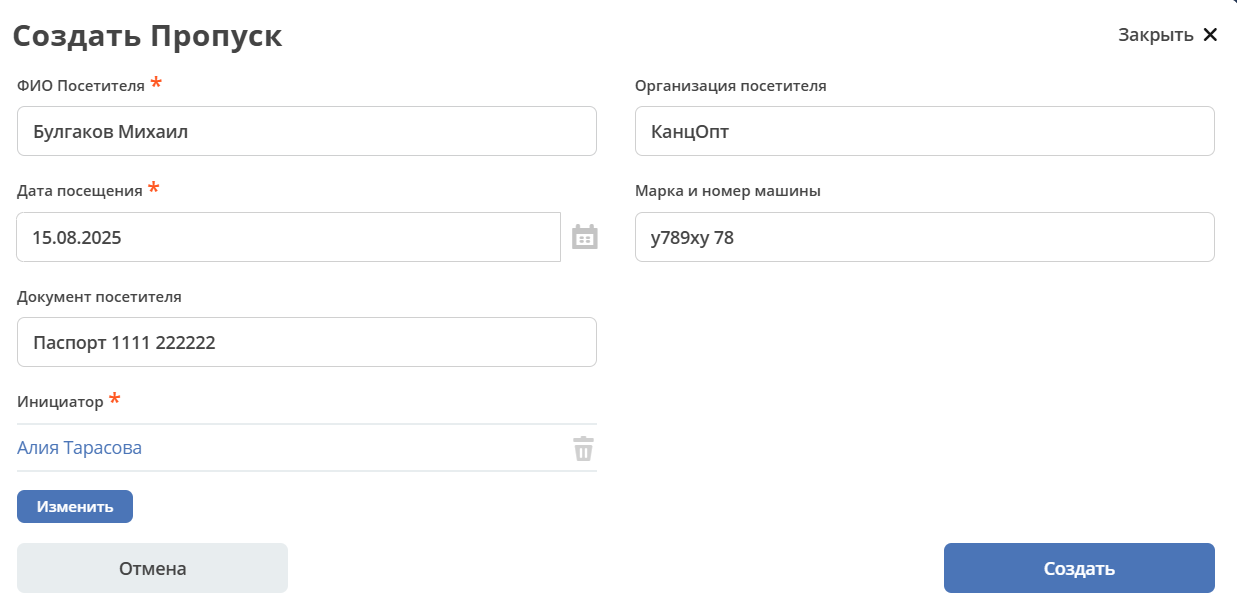 Создать Пропуск
Закрыть
ФИО Посетителя *
Булгаков Михаил
Организация посетителя
КанцОпт
Дата посещения *
15.08.2025
Марка и номер машины
у789ху 78
Документ посетителя
Паспорт 1111 222222
Инициатор *
Алия Тарасова
Изменить
Отмена
Создать